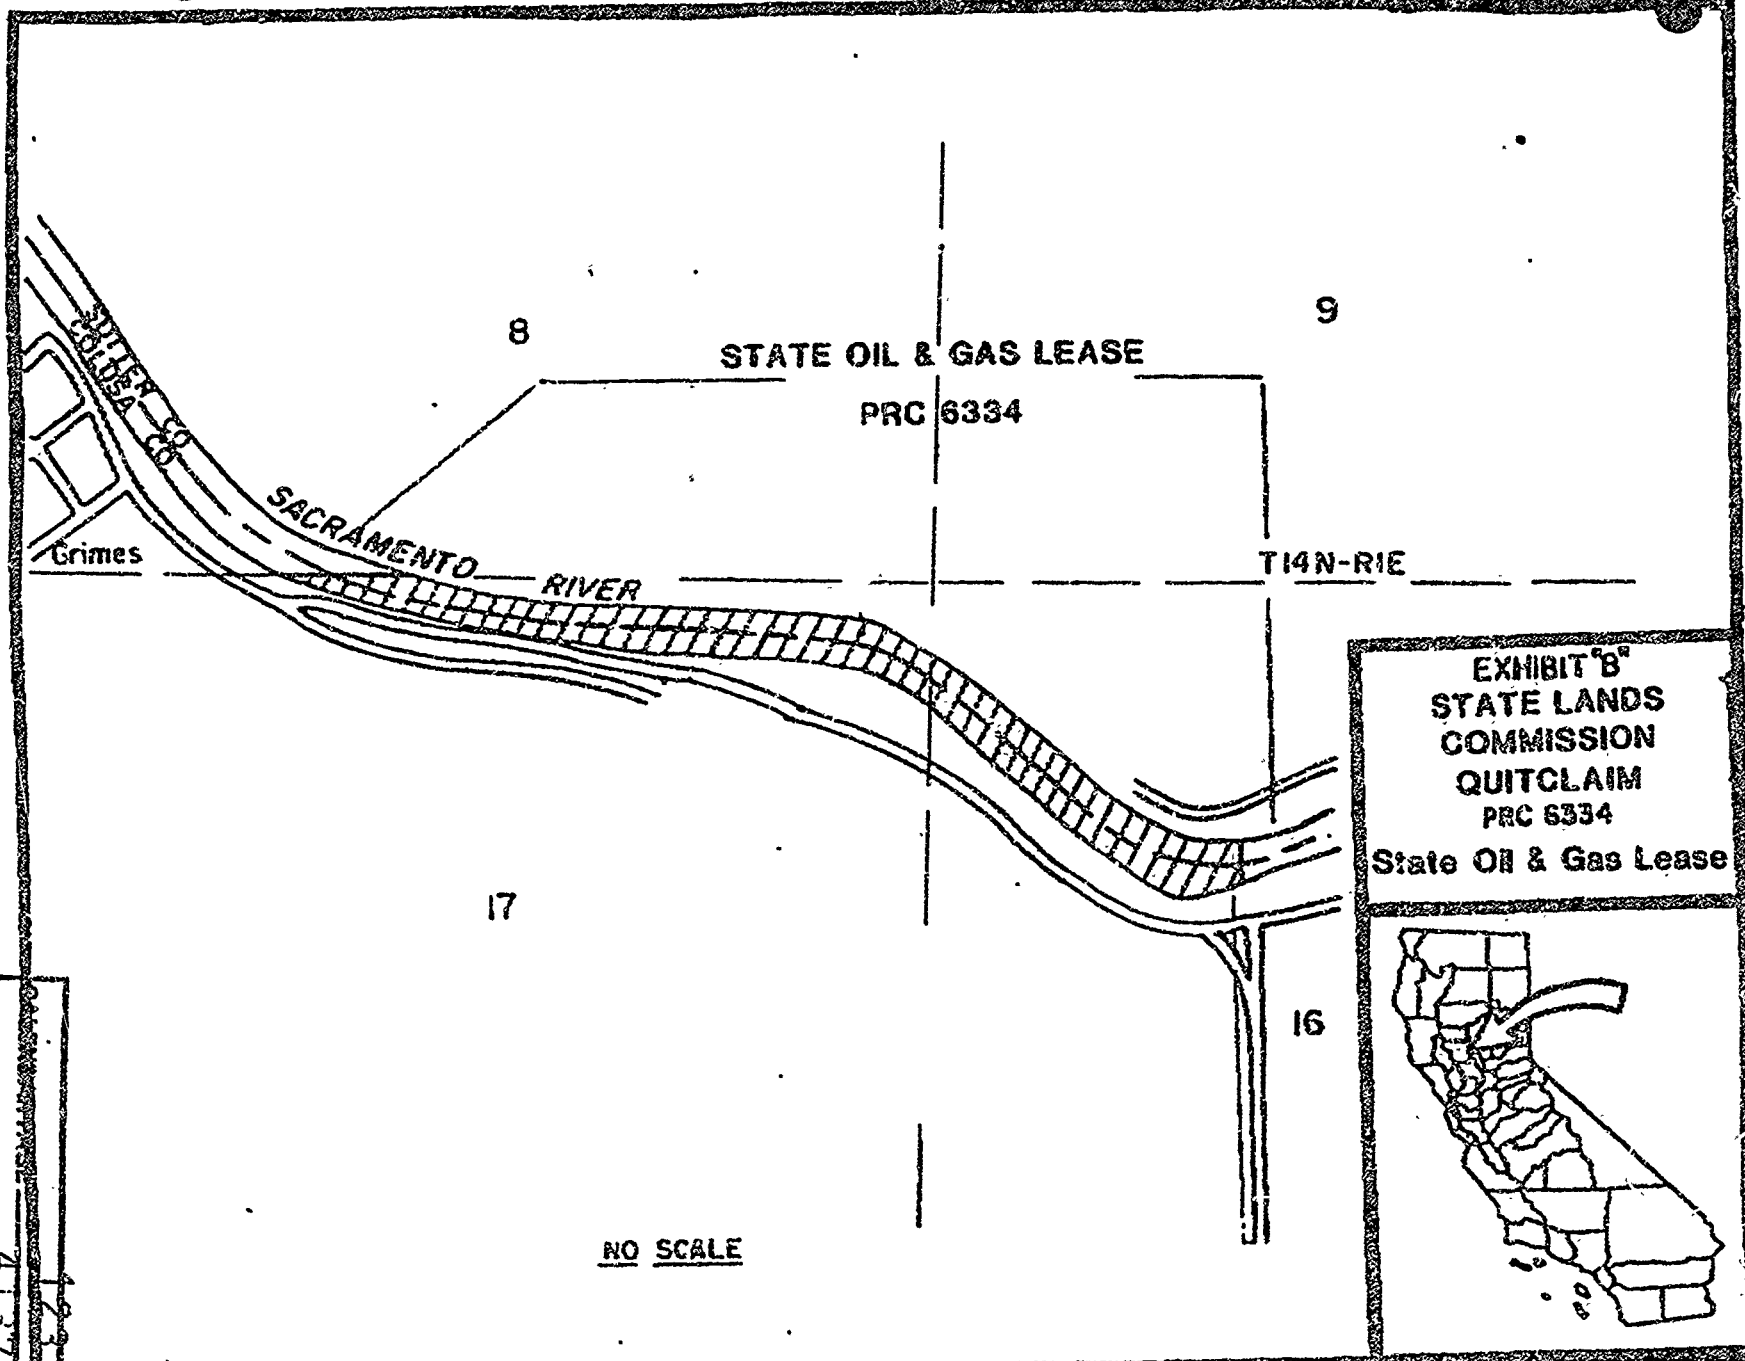 8
9
STATE OIL & GAS LEASE
PRC 6334
SUTTER CO
COLUSA CO
SACRAMENTO RIVER
Grimes
T14N-R1E
EXHIBIT "B"
STATE LANDS
COMMISSION
QUITCLAIM
PRC 6334
State Oil & Gas Lease
17
16
NO SCALE